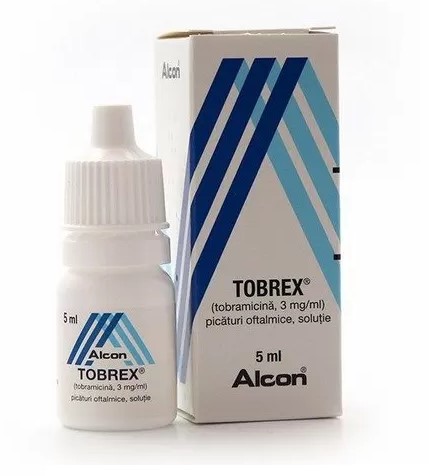 Alcon
TOBREX®
(tobramicină, 3 mg/ml)
picături oftalmice, soluție
5 ml
Alcon®
5 ml
Alcon
TOBREX®
(tobramicină, 3 mg/ml)
picături oftalmice, soluție